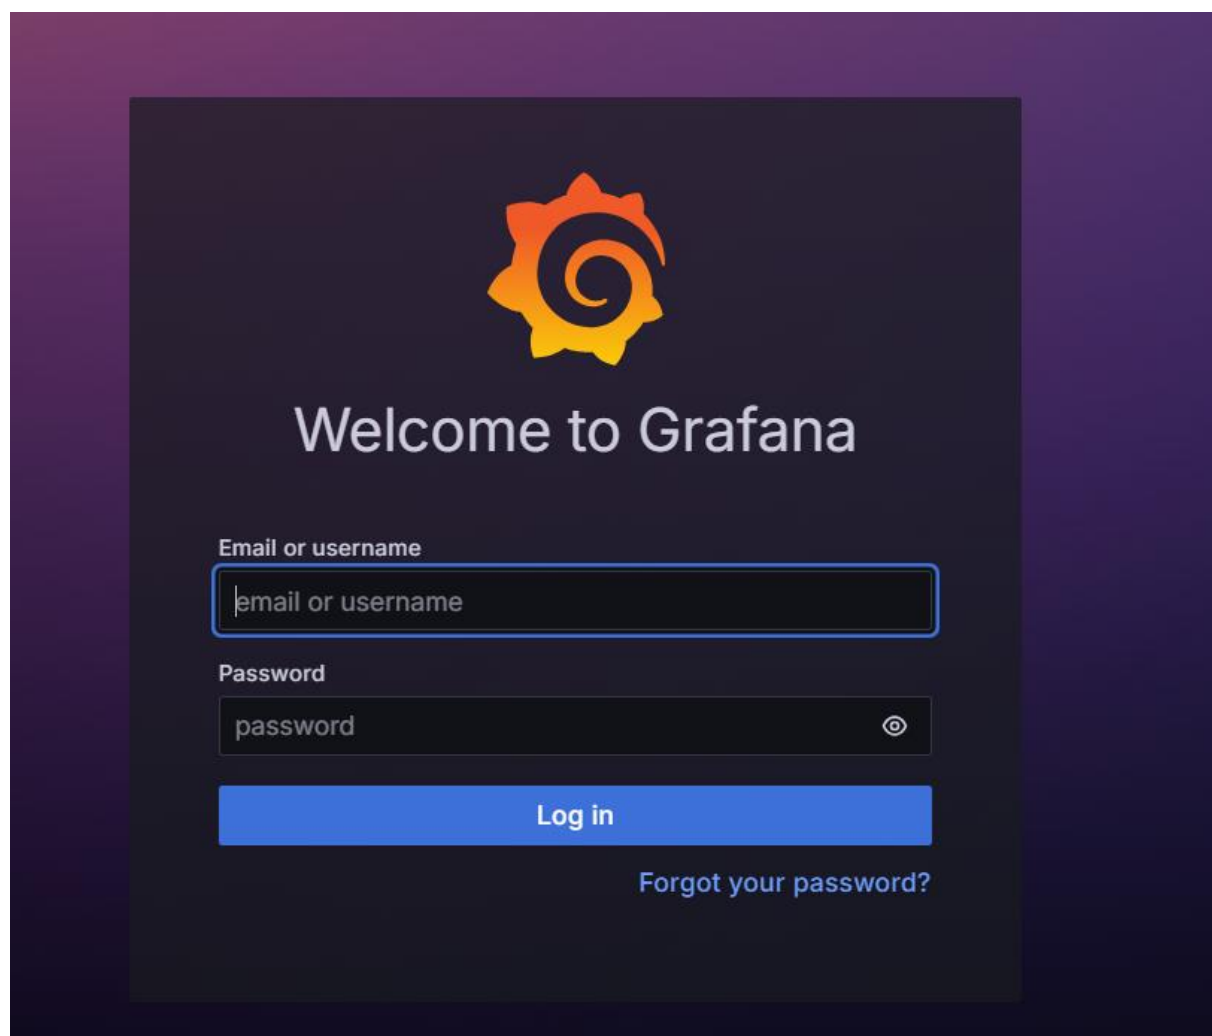 Welcome to Grafana
Email or username
email or username
Password
password
Log in
Forgot your password?